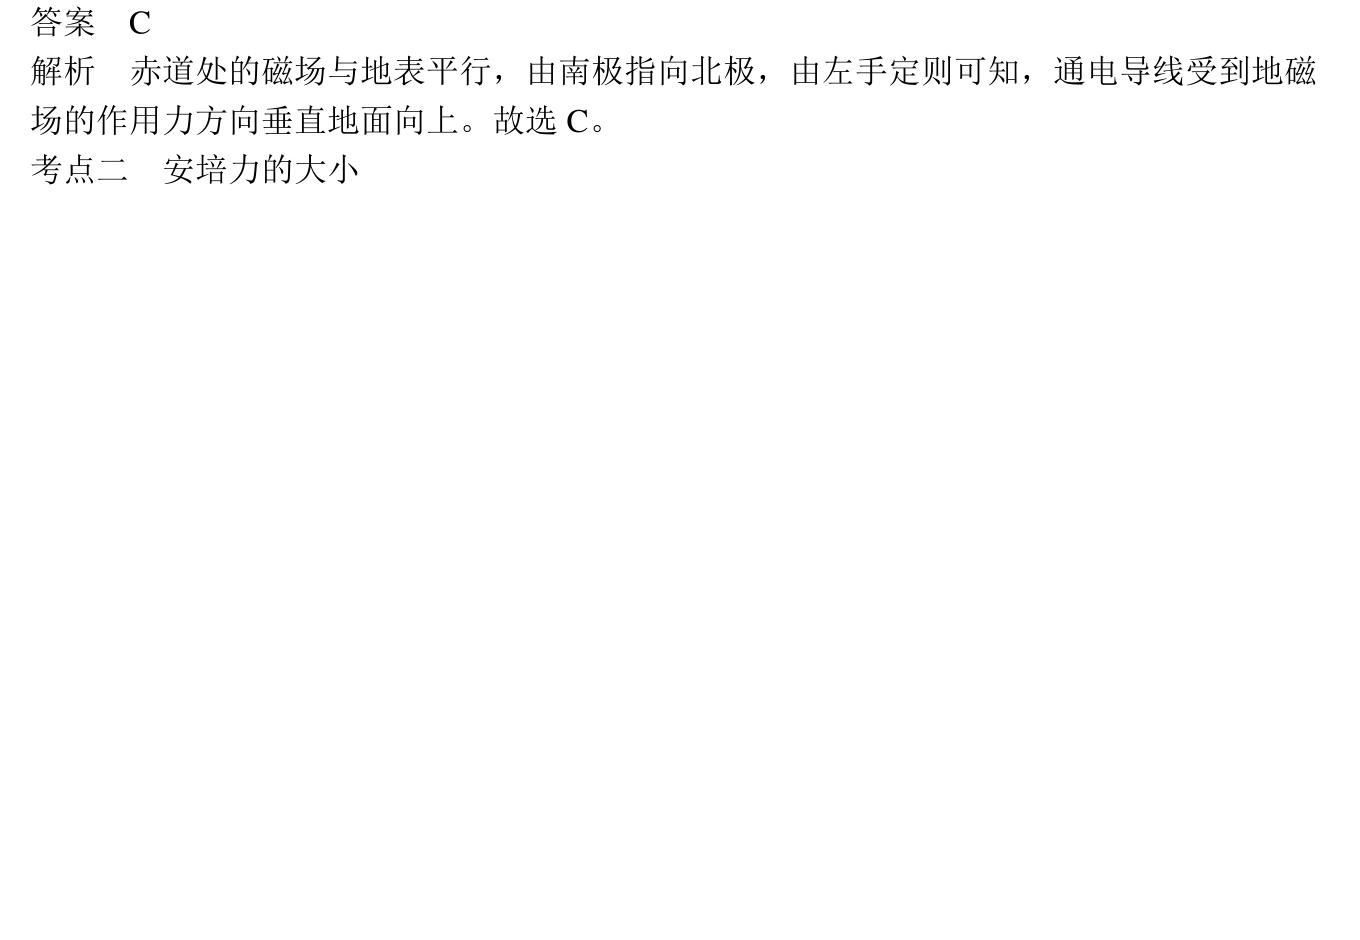 答案　C
解析　赤道处的磁场与地表平行，由南极指向北极，由左手定则可知，通电导线受到地磁
场的作用力方向垂直地面向上。故选 C。
考点二　安培力的大小